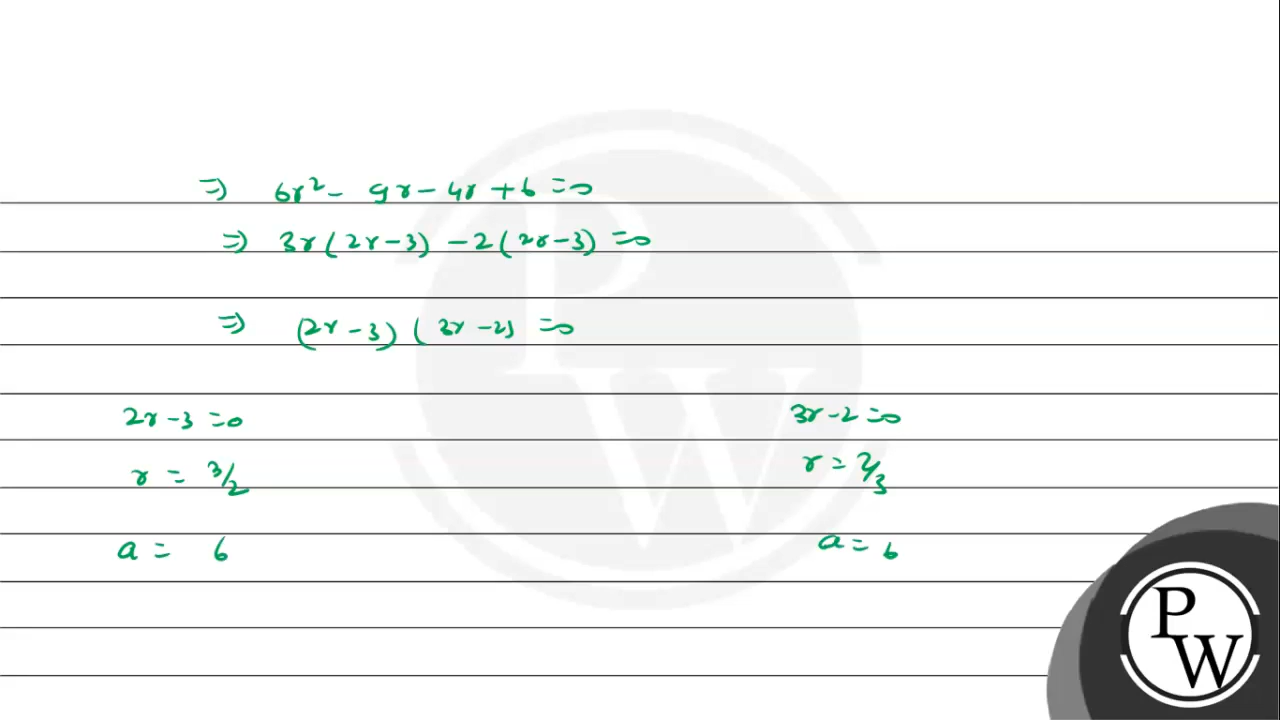 ⇒ 6r² - 9r - 4r + 6 = 0
⇒ 3r(2r-3) - 2(2r-3) = 0
⇒ (2r-3)(3r-2) = 0
2r-3=0 3r-2=0
r = 3/2 r = 2/3
a = 6 a = 6
P
W
P
W